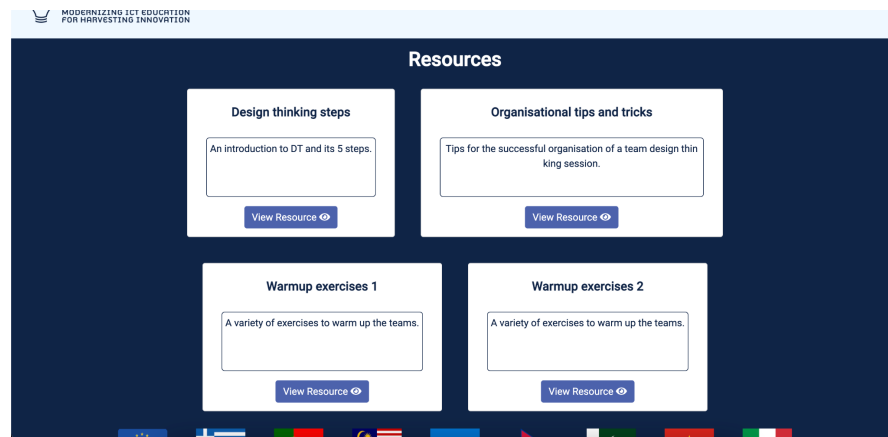 MODERNIZING ICT EDUCATION
FOR HARVESTING INNOVATION
Resources
Design thinking steps
An introduction to DT and its 5 steps.
View Resource
Organisational tips and tricks
Tips for the successful organisation of a team design thin
king session.
View Resource
Warmup exercises 1
A variety of exercises to warm up the teams.
View Resource
Warmup exercises 2
A variety of exercises to warm up the teams.
View Resource